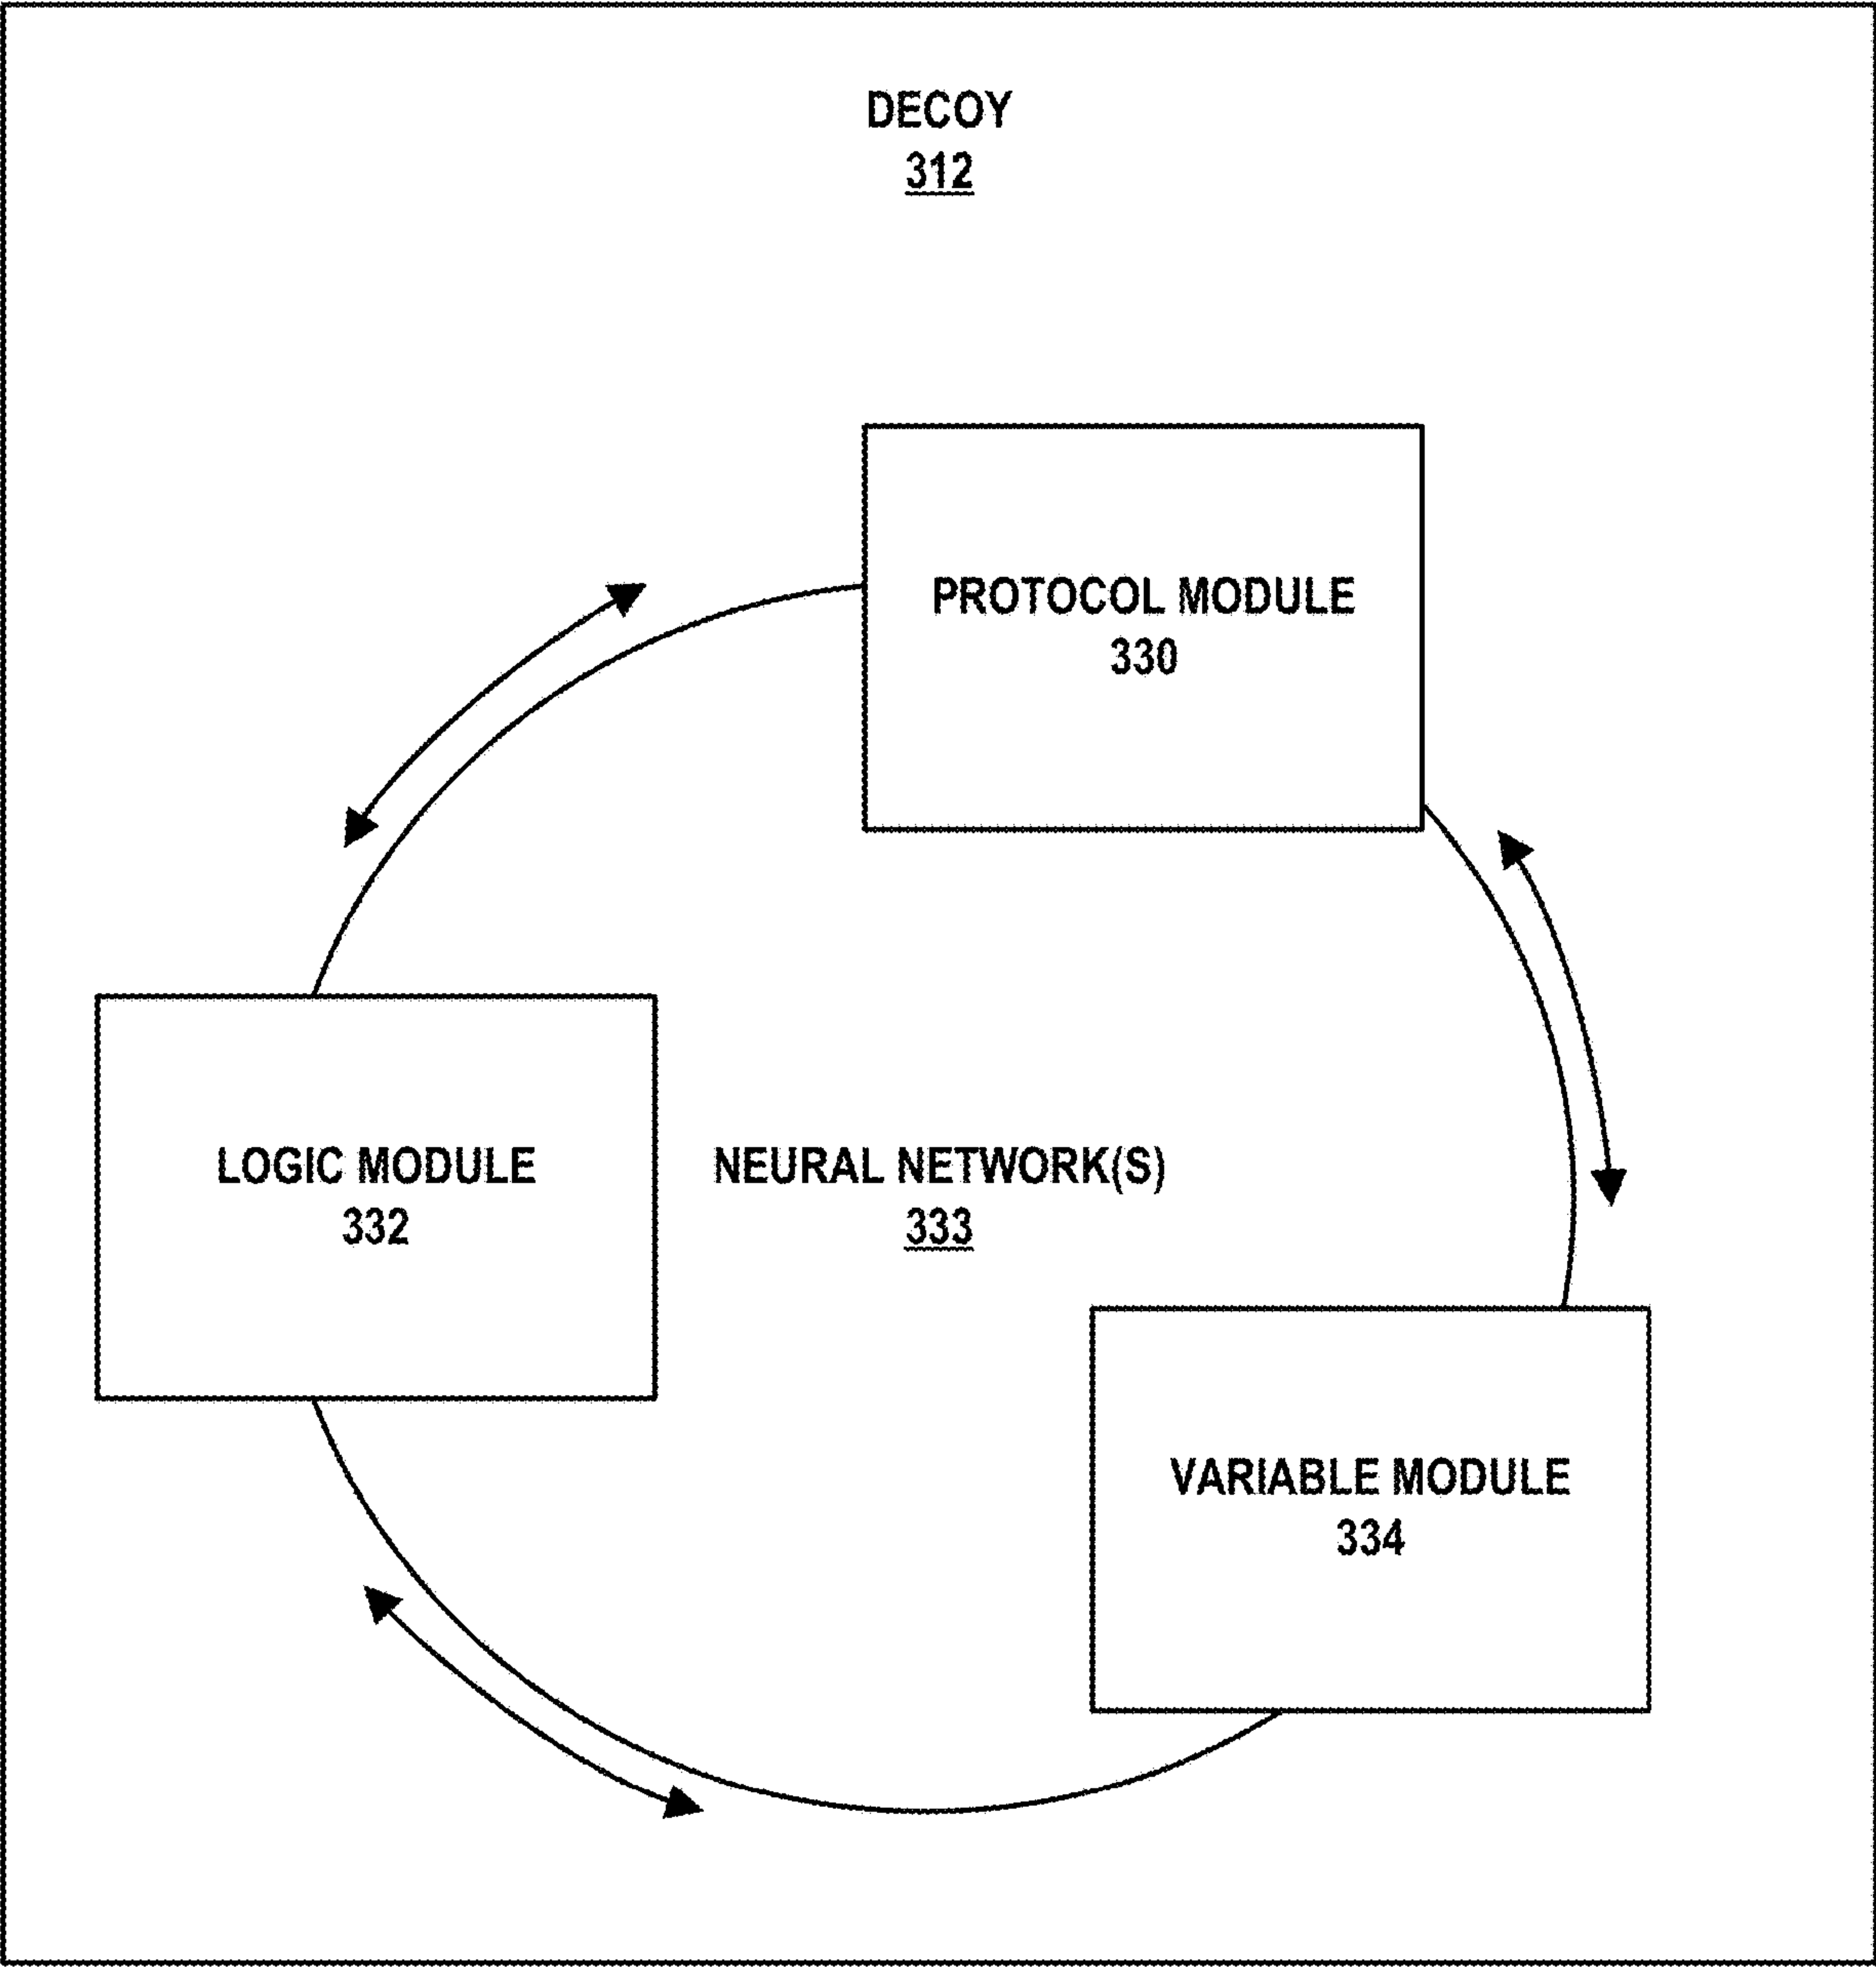 DECOY
312
PROTOCOL MODULE
330
LOGIC MODULE
332
NEURAL NETWORK(S)
333
VARIABLE MODULE
334